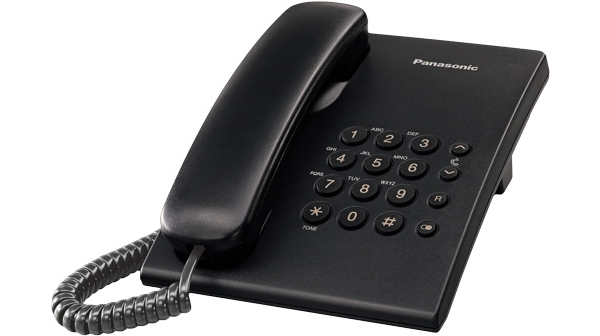 Panasonic
1 ABC 2 DEF 3
GHI 4 JKL 5 MNO 6
PQRS 7 TUV 8 WXYZ 9 R
* 0 #
TONE